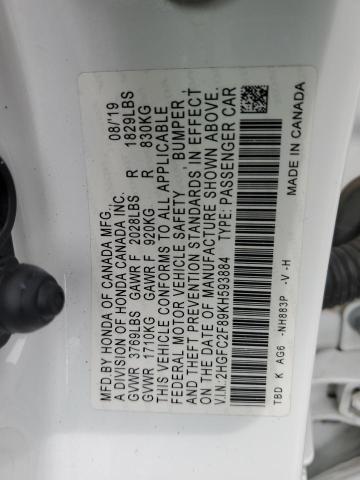 MFD.BY HONDA OF CANADA MFG. 08/19
A DIVISION OF HONDA CANADA INC.
GVWR 3769LBS GAWR F 2028LBS R 1829LBS
GVWR 1710KG GAWR F 920KG R 830KG
THIS VEHICLE CONFORMS TO ALL APPLICABLE
FEDERAL MOTOR VEHICLE SAFETY, BUMPER,
AND THEFT PREVENTION STANDARDS IN EFFECT
ON THE DATE OF MANUFACTURE SHOWN ABOVE.
V.I.N:2HGFC2F89KH593884 TYPE:PASSENGER CAR
MADE IN CANADA
TBD K AG6 -NH883P -V -H